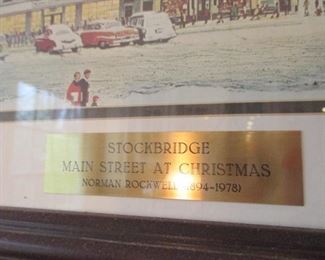 STOCKBRIDGE
MAIN STREET AT CHRISTMAS
NORMAN ROCKWELL (1894-1978)